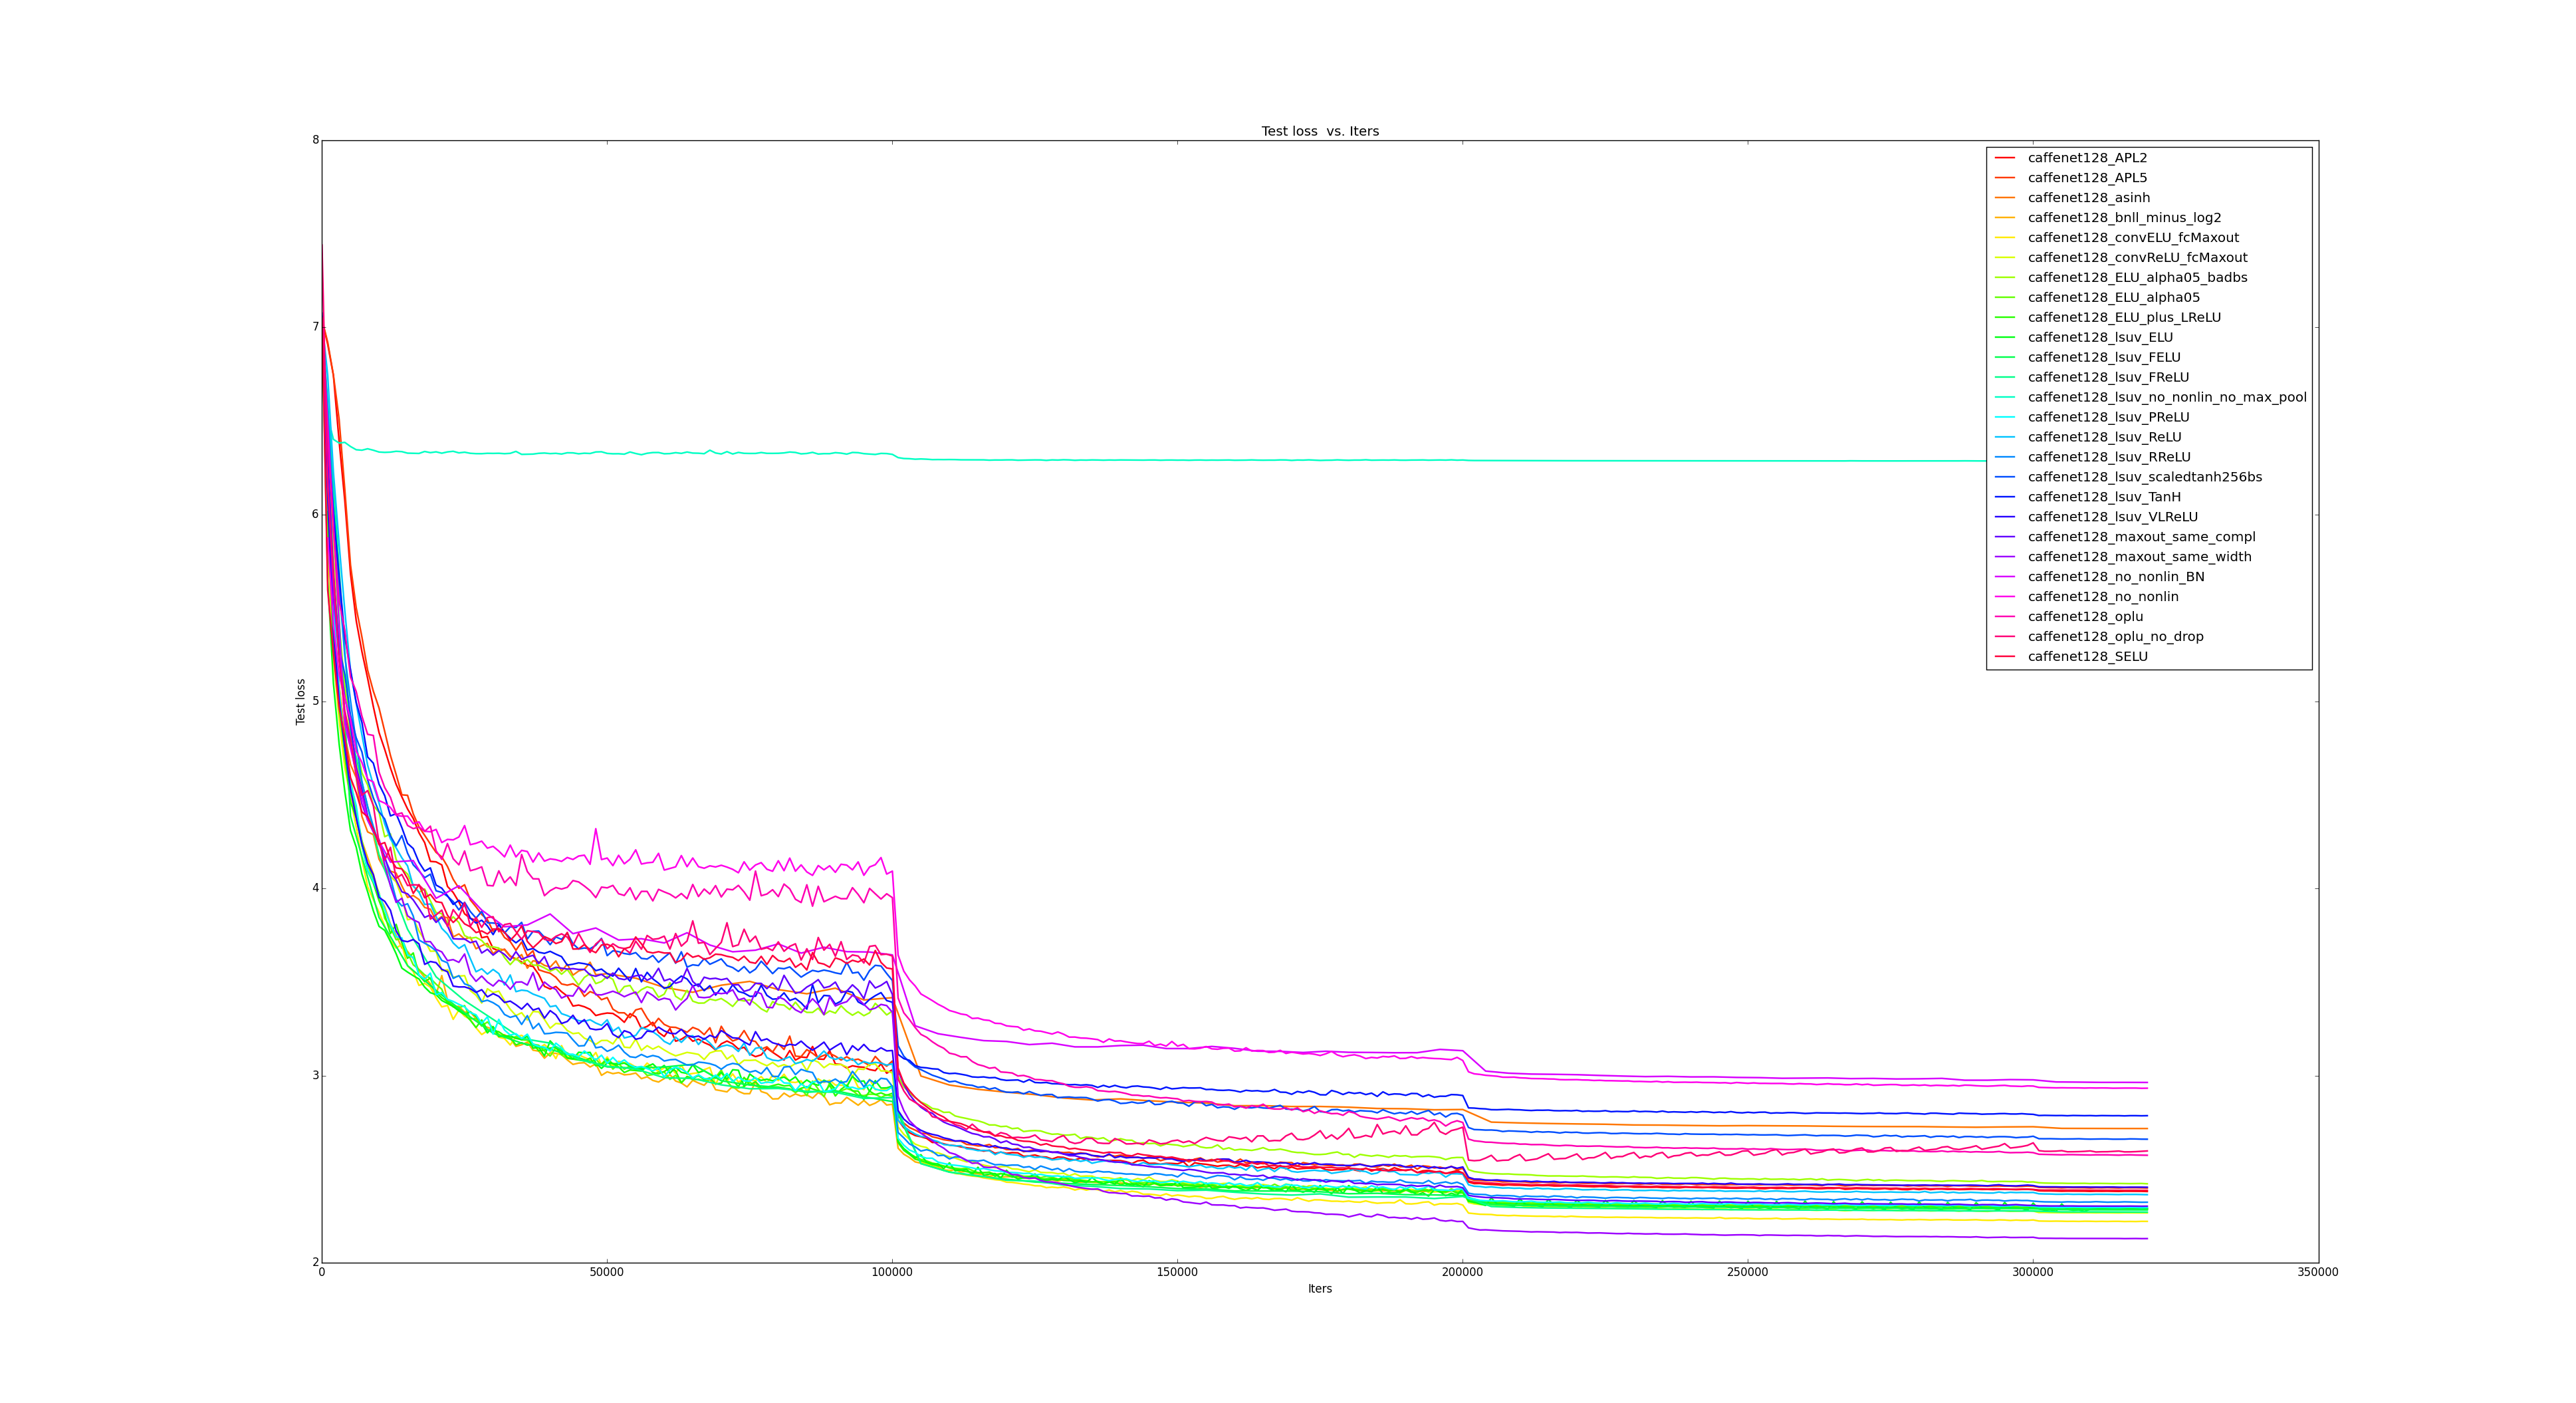 Test loss  vs. Iters
8
7
6
5
4
3
2
Test loss
0
50000
100000
150000
200000
250000
300000
350000
Iters
caffenet128_APL2
caffenet128_APL5
caffenet128_asinh
caffenet128_bnll_minus_log2
caffenet128_convELU_fcMaxout
caffenet128_convReLU_fcMaxout
caffenet128_ELU_alpha05_badbs
caffenet128_ELU_alpha05
caffenet128_ELU_plus_LReLU
caffenet128_lsuv_ELU
caffenet128_lsuv_FELU
caffenet128_lsuv_FReLU
caffenet128_lsuv_no_nonlin_no_max_pool
caffenet128_lsuv_PReLU
caffenet128_lsuv_ReLU
caffenet128_lsuv_RReLU
caffenet128_lsuv_scaledtanh256bs
caffenet128_lsuv_TanH
caffenet128_lsuv_VLReLU
caffenet128_maxout_same_compl
caffenet128_maxout_same_width
caffenet128_no_nonlin_BN
caffenet128_no_nonlin
caffenet128_oplu
caffenet128_oplu_no_drop
caffenet128_SELU